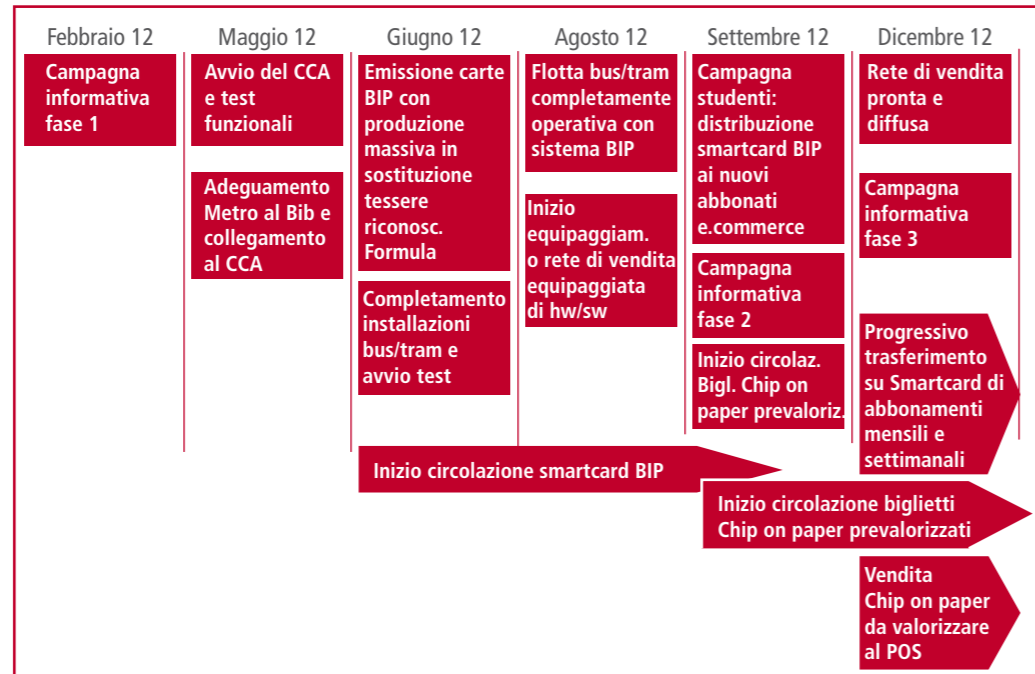 Febbraio 12
Campagna
informativa
fase 1
Maggio 12
Avvio del CCA
e test
funzionali
Adeguamento
Metro al Bib e
collegamento
al CCA
Giugno 12
Emissione carte
BIP con
produzione
massiva in
sostituzione
tessere
riconosc.
Formula
Completamento
installazioni
bus/tram e
avvio test
Agosto 12
Flotta bus/tram
completamente
operativa con
sistema BIP
Inizio
equipaggiam.
o rete di vendita
equipaggiata
di hw/sw
Settembre 12
Campagna
studenti:
distribuzione
smartcard BIP
ai nuovi
abbonati
e.commerce
Campagna
informativa
fase 2
Inizio circolaz.
Bigl. Chip on
paper prevaloriz.
Dicembre 12
Rete di vendita
pronta e
diffusa
Campagna
informativa
fase 3
Progressivo
trasferimento
su Smartcard di
abbonamenti
mensili e
settimanali
Inizio circolazione smartcard BIP
Inizio circolazione biglietti
Chip on paper prevalorizzati
Vendita
Chip on paper
da valorizzare
al POS